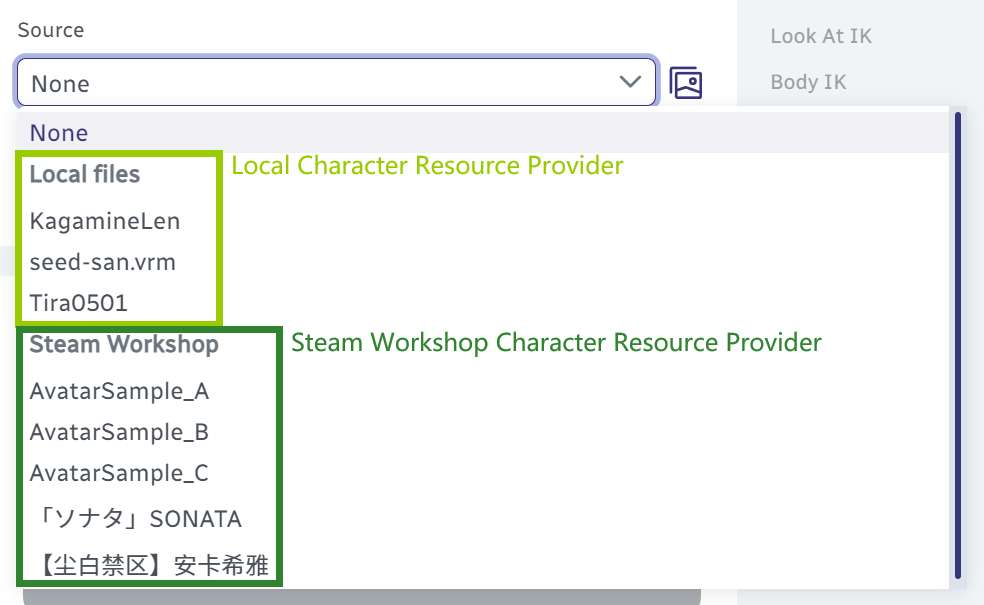 Source
Look At IK
None
Body IK
None
Local files
Local Character Resource Provider
KagamineLen
seed-san.vrm
Tira0501
Steam Workshop
Steam Workshop Character Resource Provider
AvatarSample_A
AvatarSample_B
AvatarSample_C
「ソナタ」SONATA
【尘白禁区】安卡希雅